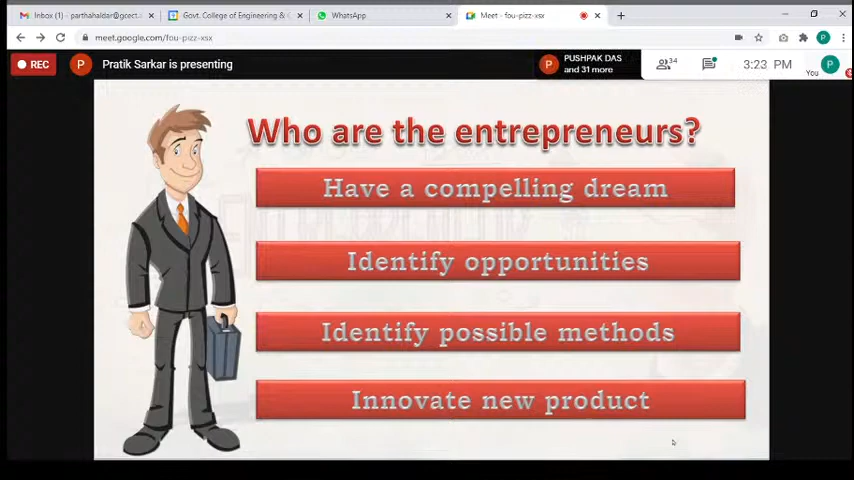 Inbox (1) - parthahaldar@gcect.
Govt. College of Engineering & C
WhatsApp
Meet - fou-pizz-xsx
meet.google.com/fou-pizz-xsx
REC
P
Pratik Sarkar is presenting
P
PUSHPAK DAS
and 31 more
34
3:23 PM
You
P
Who are the entrepreneurs?
Have a compelling dream
Identify opportunities
Identify possible methods
Innovate new product